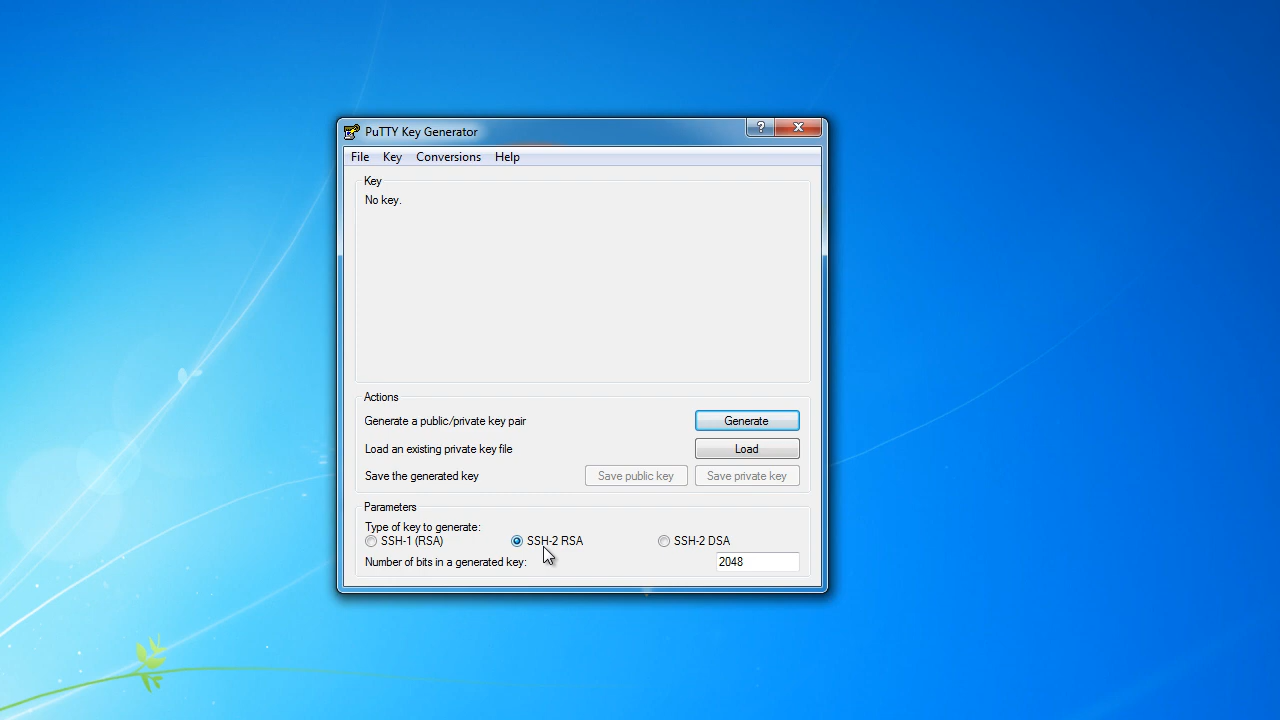 PuTTY Key Generator
?
File Key Conversions Help
Key
No key.
Actions
Generate a public/private key pair Generate
Load an existing private key file Load
Save the generated key Save public key Save private key
Parameters
Type of key to generate:
SSH-1 (RSA) SSH-2 RSA SSH-2 DSA
Number of bits in a generated key: 2048